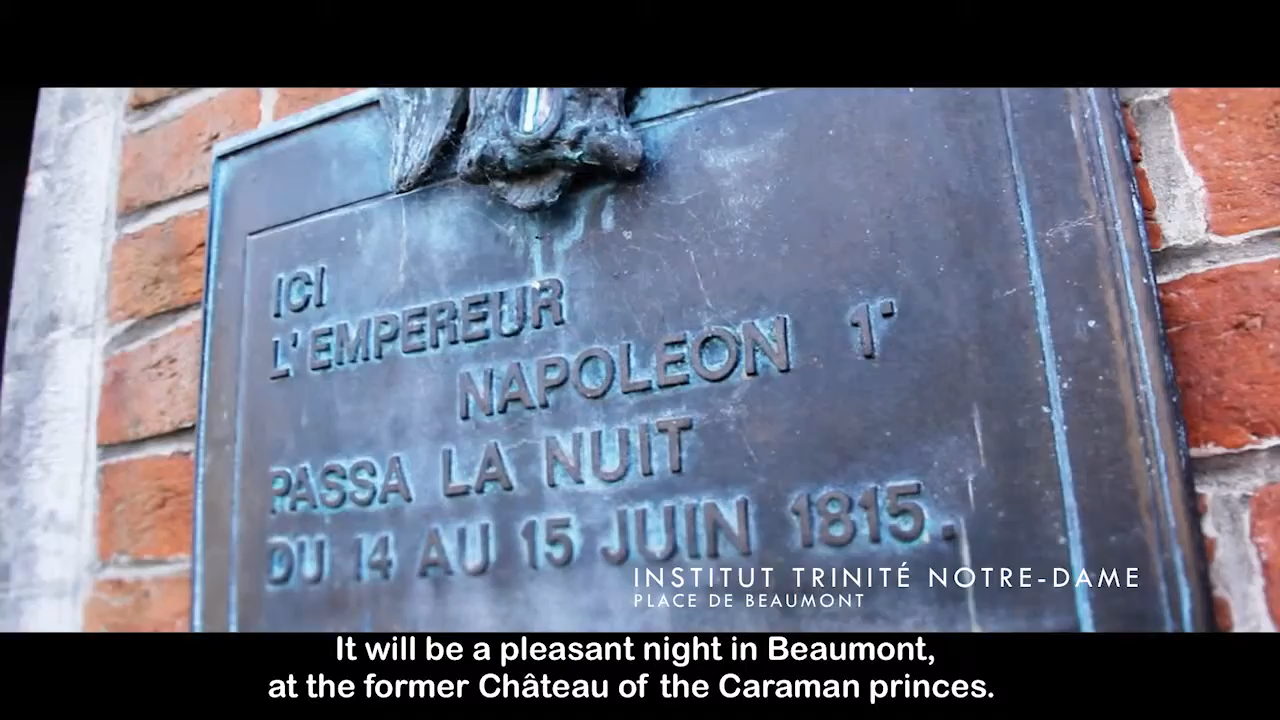 ICI
L'EMPEREUR
NAPOLEON 1ᵉʳ
PASSA LA NUIT
DU 14 AU 15 JUIN 1815.
INSTITUT TRINITÉ NOTRE-DAME
PLACE DE BEAUMONT
It will be a pleasant night in Beaumont,
at the former Château of the Caraman princes.